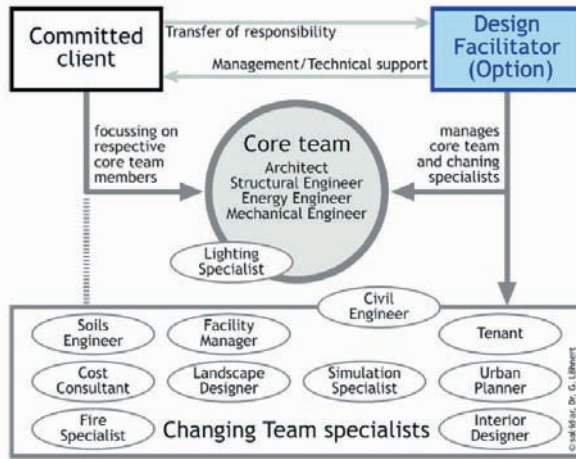 Committed
client
Transfer of responsibility
Management/Technical support
Design
Facilitator
(Option)
focussing on
respective
core team
members
Core team
Architect
Structural Engineer
Energy Engineer
Mechanical Engineer
manages
core team
and chaning
specialists
Lighting
Specialist
Civil
Engineer
Soils
Engineer
Facility
Manager
Tenant
Cost
Consultant
Landscape
Designer
Simulation
Specialist
Urban
Planner
Fire
Specialist
Changing Team specialists
Interior
Designer
Dr. G. Löhnert